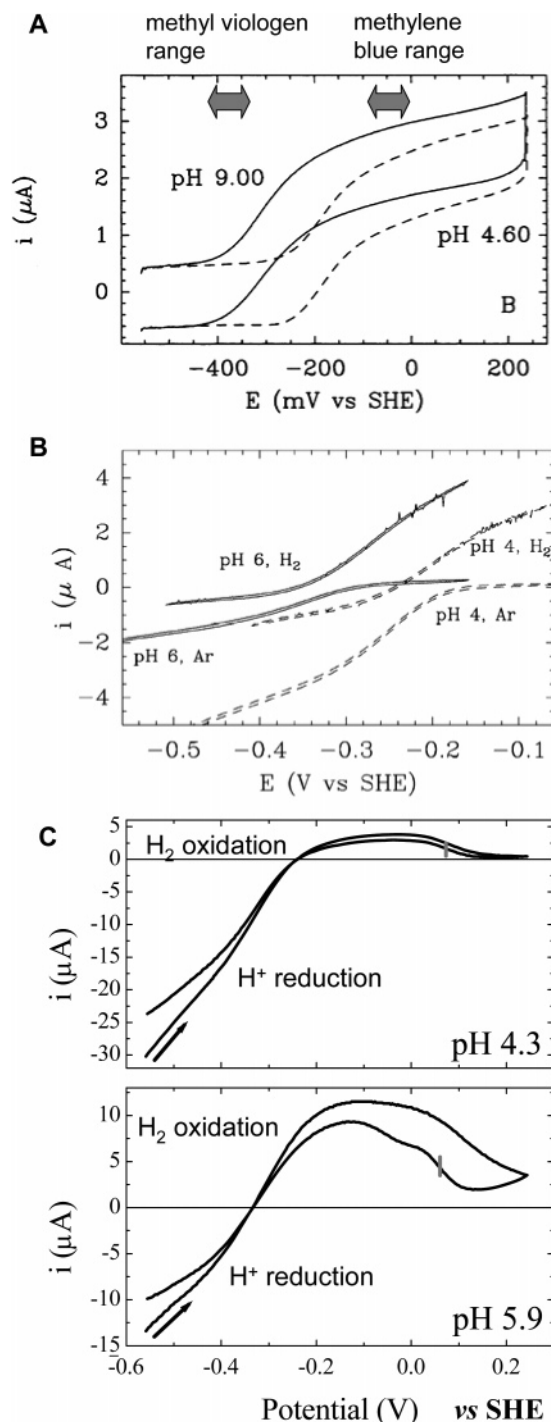 A
methyl viologen range
methylene blue range
3
2
1
0
i (μA)
pH 9.00
pH 4.60
B
−400
−200
0
200
E (mV vs SHE)
B
4
2
0
−2
−4
i (μ A)
pH 6, H₂
pH 4, H₂
pH 6, Ar
pH 4, Ar
−0.5
−0.4
−0.3
−0.2
−0.1
E (V vs SHE)
C
5
0
-5
-10
-15
-20
-25
-30
i (μA)
H₂ oxidation
H⁺ reduction
pH 4.3
10
5
0
-5
-10
-15
i (μA)
H₂ oxidation
H⁺ reduction
pH 5.9
-0.6
-0.4
-0.2
0.0
0.2
Potential (V) vs SHE